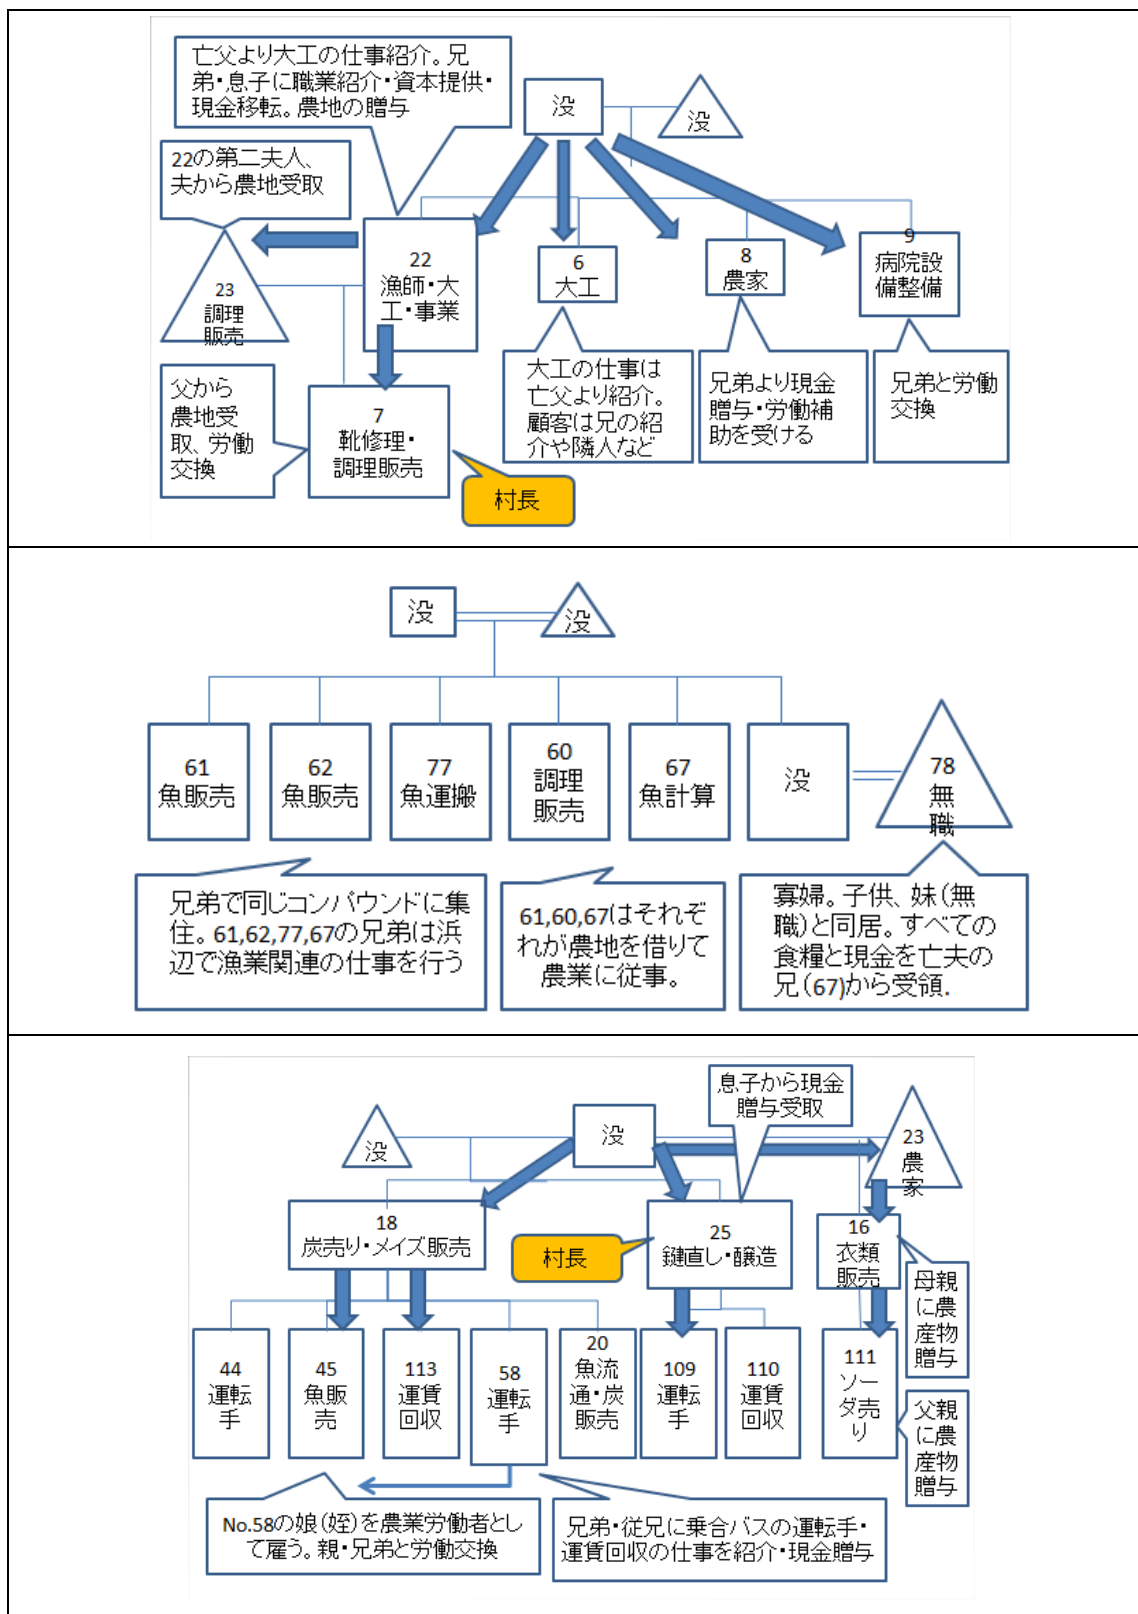 亡父より大工の仕事紹介。兄
弟・息子に職業紹介・資本提供・
現金移転。農地の贈与
没
没
22の第二夫人、
夫から農地受取
23
調理
販売
22
漁師・大
工・事業
6
大工
8
農家
9
病院設
備整備
父から
農地受
取、労働
交換
7
靴修理・
調理販売
村長
大工の仕事は
亡父より紹介。
顧客は兄の紹
介や隣人など
兄弟より現金
贈与・労働補
助を受ける
兄弟と労働
交換
没
没
61
魚販売
62
魚販売
77
魚運搬
60
調理
販売
67
魚計算
没
78
無
職
兄弟で同じコンパウンドに集
住。61,62,77,67の兄弟は浜
辺で漁業関連の仕事を行う
61,60,67はそれぞ
れが農地を借りて
農業に従事。
寡婦。子供、妹(無
職)と同居。すべての
食糧と現金を亡夫の
兄(67)から受領.
息子から現金
贈与受取
没
没
23
農
家
18
炭売り・メイズ販売
村長
25
鍵直し・醸造
16
衣類
販売
母親
に農
産物
贈与
44
運転
手
45
魚販
売
113
運賃
回収
58
運転
手
20
魚流
通・炭
販売
109
運転
手
110
運賃
回収
111
ソー
ダ売
り
父親
に農
産物
贈与
No.58の娘(姪)を農業労働者とし
て雇う。親・兄弟と労働交換
兄弟・従兄に乗合バスの運転手・
運賃回収の仕事を紹介・現金贈与